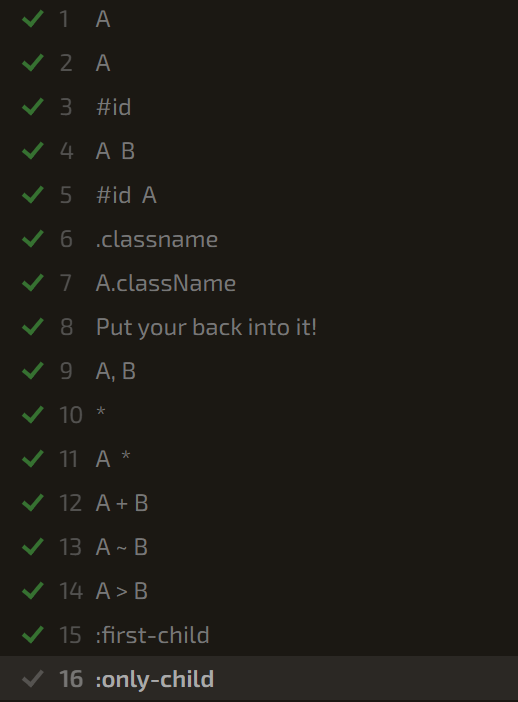 1 A
2 A
3 #id
4 A B
5 #id A
6 .classname
7 A.className
8 Put your back into it!
9 A, B
10 *
11 A *
12 A + B
13 A ~ B
14 A > B
15 :first-child
16 :only-child